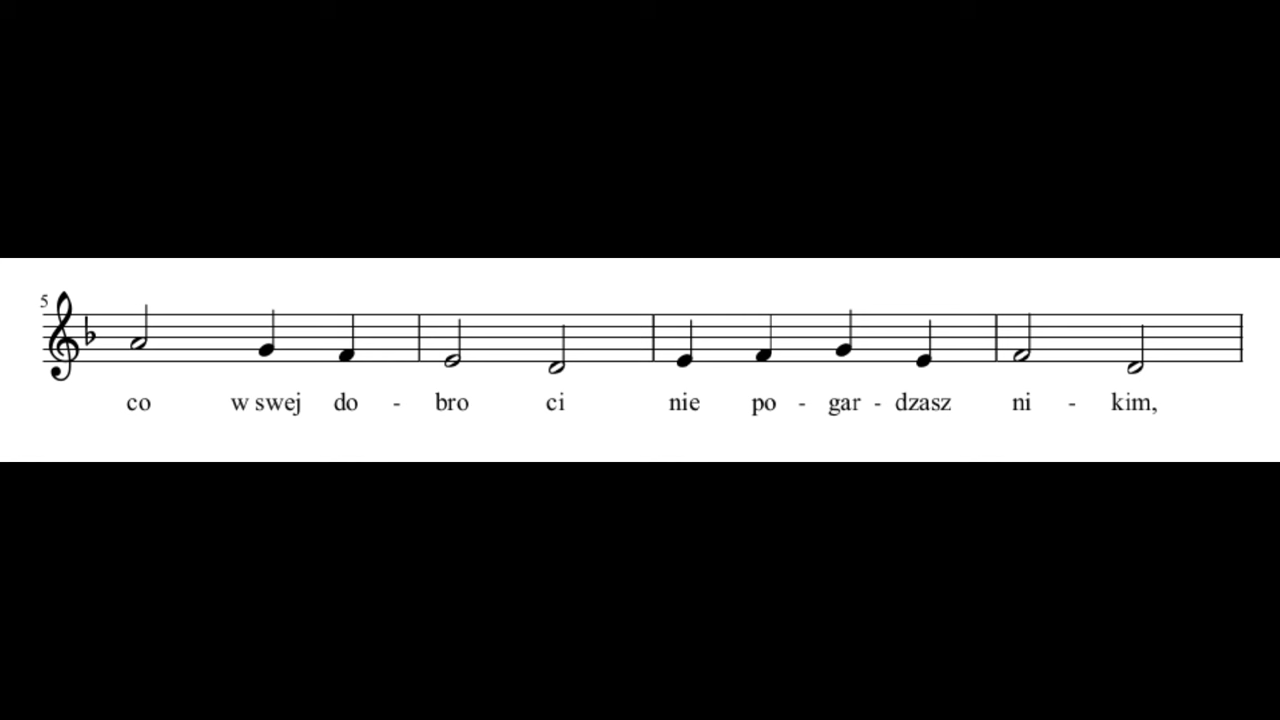 5
co w swej do - bro ci nie po - gar - dzasz ni - kim,